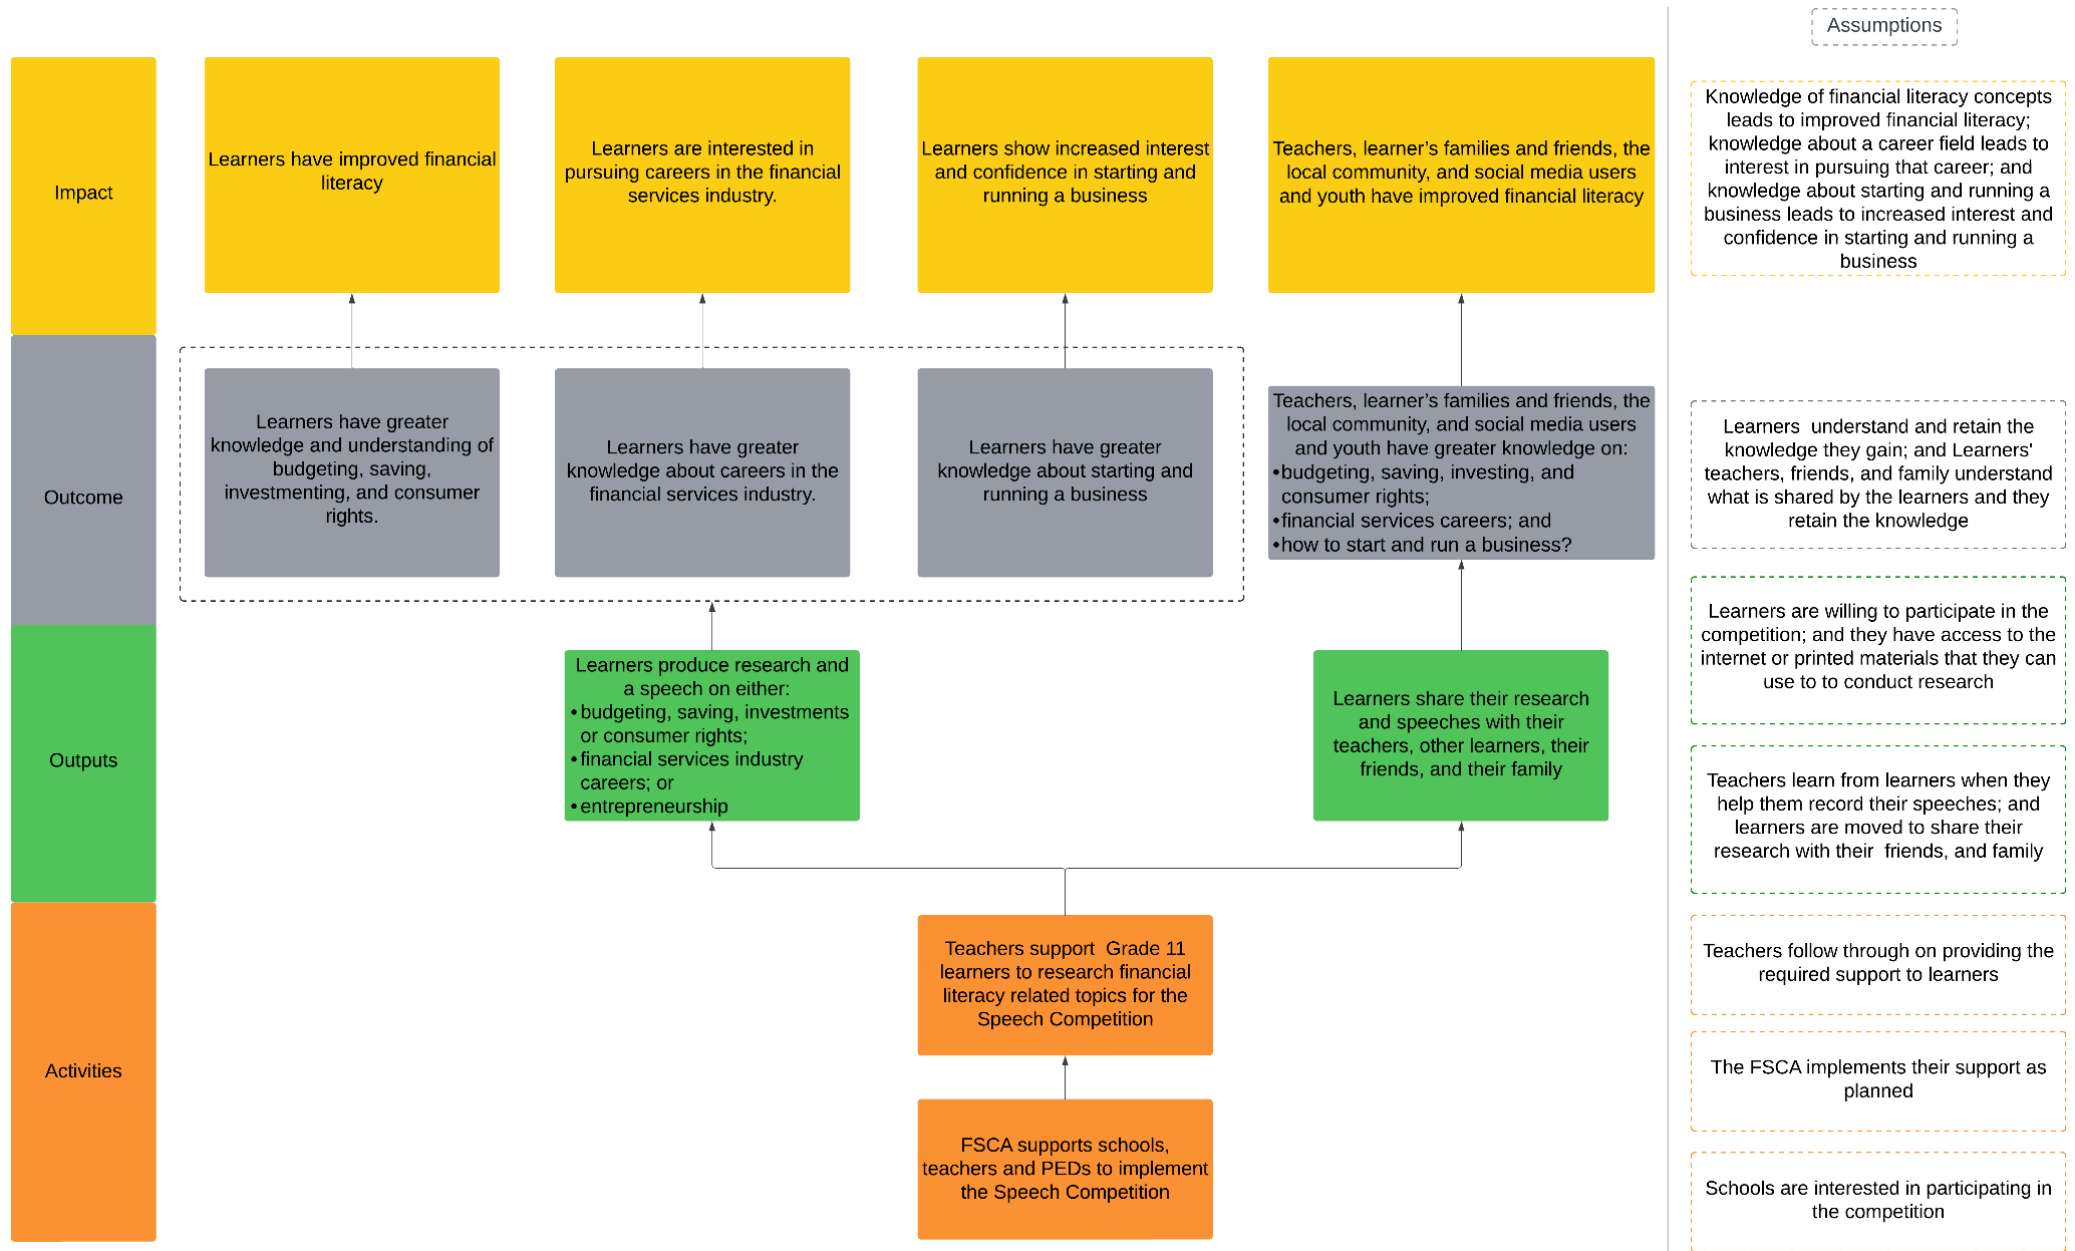 Assumptions
Impact
Learners have improved financial
literacy
Learners are interested in
pursuing careers in the financial
services industry.
Learners show increased interest
and confidence in starting and
running a business
Teachers, learner's families and friends, the
local community, and social media users
and youth have improved financial literacy
Knowledge of financial literacy concepts
leads to improved financial literacy;
knowledge about a career field leads to
interest in pursuing that career; and
knowledge about starting and running a
business leads to increased interest and
confidence in starting and running a
business
Outcome
Learners have greater
knowledge and understanding of
budgeting, saving,
investmenting, and consumer
rights.
Learners have greater
knowledge about careers in the
financial services industry.
Learners have greater
knowledge about starting and
running a business
Teachers, learner's families and friends, the
local community, and social media users
and youth have greater knowledge on:
•budgeting, saving, investing, and
consumer rights;
•financial services careers; and
•how to start and run a business?
Learners  understand and retain the
knowledge they gain; and Learners'
teachers, friends, and family understand
what is shared by the learners and they
retain the knowledge
Outputs
Learners produce research and
a speech on either:
• budgeting, saving, investments
or consumer rights;
• financial services industry
careers; or
• entrepreneurship
Learners share their research
and speeches with their
teachers, other learners, their
friends, and their family
Learners are willing to participate in the
competition; and they have access to the
internet or printed materials that they can
use to to conduct research
Teachers learn from learners when they
help them record their speeches; and
learners are moved to share their
research with their  friends, and family
Activities
Teachers support  Grade 11
learners to research financial
literacy related topics for the
Speech Competition
FSCA supports schools,
teachers and PEDs to implement
the Speech Competition
Teachers follow through on providing the
required support to learners
The FSCA implements their support as
planned
Schools are interested in participating in
the competition